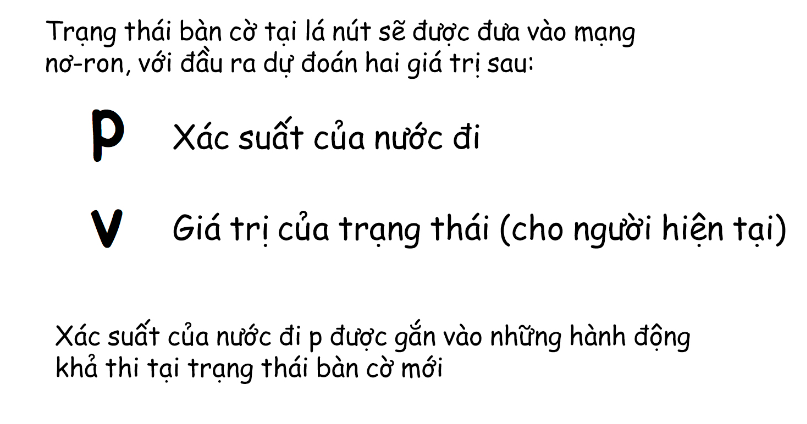 Trạng thái bàn cờ tại lá nút sẽ được đưa vào mạng
nơ-ron, với đầu ra dự đoán hai giá trị sau:
p Xác suất của nước đi
v Giá trị của trạng thái (cho người hiện tại)
Xác suất của nước đi p được gắn vào những hành động
khả thi tại trạng thái bàn cờ mới